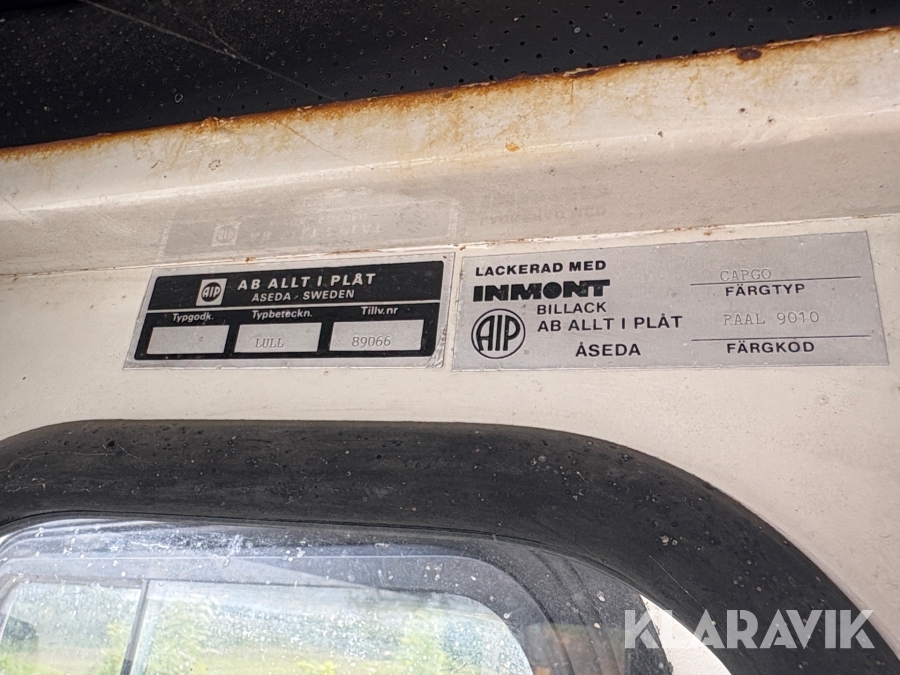 AIP
AB ALLT I PLÅT
ÅSEDA - SWEDEN
Typgodk.
Typbeteckn.
Tillv.nr
LULL
89066
LACKERAD MED
INMONT
BILLACK
AIP
AB ALLT I PLÅT
ÅSEDA
CARGO
FÄRGTYP
RAAL 9010
FÄRGKOD
KLARAVIK